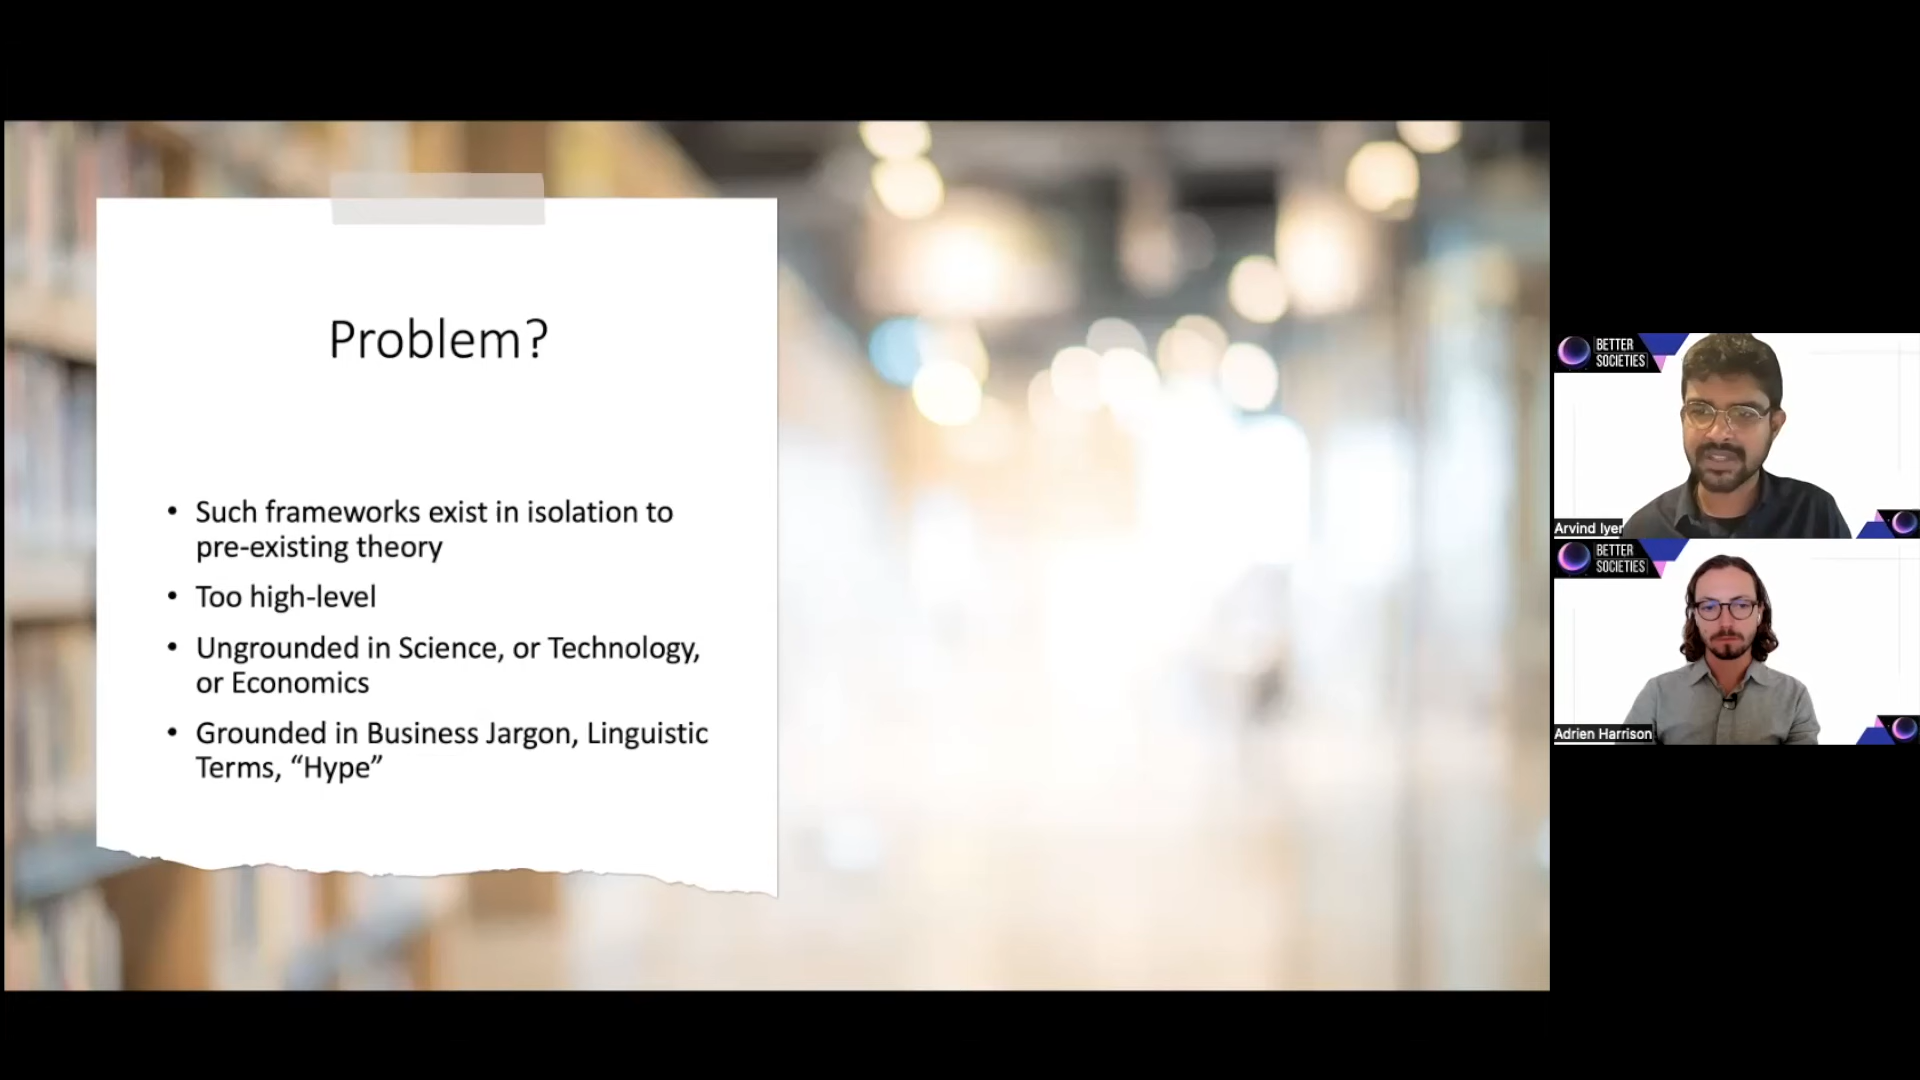 Problem?
• Such frameworks exist in isolation to
pre-existing theory
• Too high-level
• Ungrounded in Science, or Technology,
or Economics
• Grounded in Business Jargon, Linguistic
Terms, “Hype”
BETTER
SOCIETIES
Arvind Iyer
BETTER
SOCIETIES
Adrien Harrison